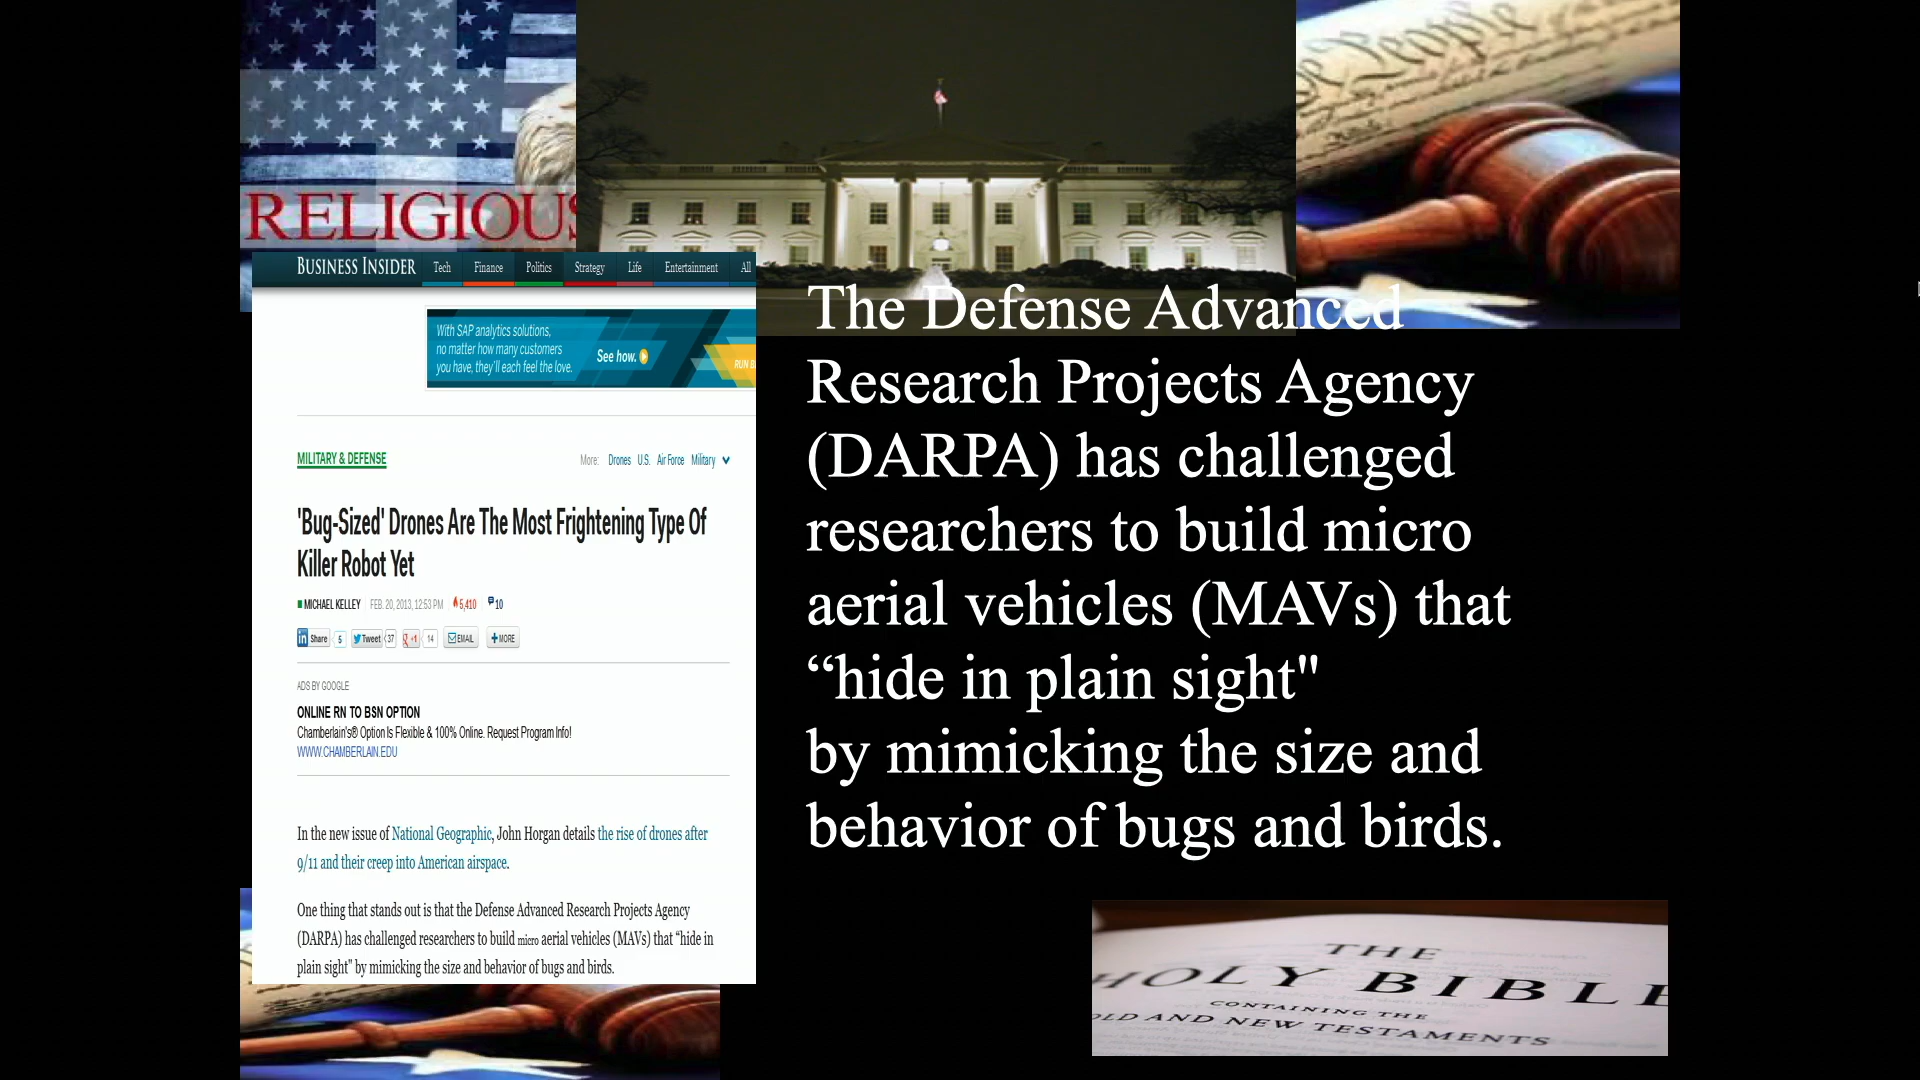 We the People
RELIGIOUS
BUSINESS INSIDER Tech Finance Politics Strategy Life Entertainment All
With SAP analytics solutions,
no matter how many customers
you have, they'll each feel the love.
See how.
RUN B
MILITARY & DEFENSE
More: Drones U.S. Air Force Military
'Bug-Sized' Drones Are The Most Frightening Type Of
Killer Robot Yet
MICHAEL KELLEY FEB. 20, 2013, 12:53 PM 5,410 10
in Share 5 Tweet 37 +1 14 EMAIL + MORE
ADS BY GOOGLE
ONLINE RN TO BSN OPTION
Chamberlain's® Option Is Flexible & 100% Online. Request Program Info!
WWW.CHAMBERLAIN.EDU
In the new issue of National Geographic, John Horgan details the rise of drones after
9/11 and their creep into American airspace.
One thing that stands out is that the Defense Advanced Research Projects Agency
(DARPA) has challenged researchers to build micro aerial vehicles (MAVs) that “hide in
plain sight" by mimicking the size and behavior of bugs and birds.
The Defense Advanced
Research Projects Agency
(DARPA) has challenged
researchers to build micro
aerial vehicles (MAVs) that
“hide in plain sight"
by mimicking the size and
behavior of bugs and birds.
THE
HOLY BIBLE
CONTAINING THE
OLD AND NEW TESTAMENTS